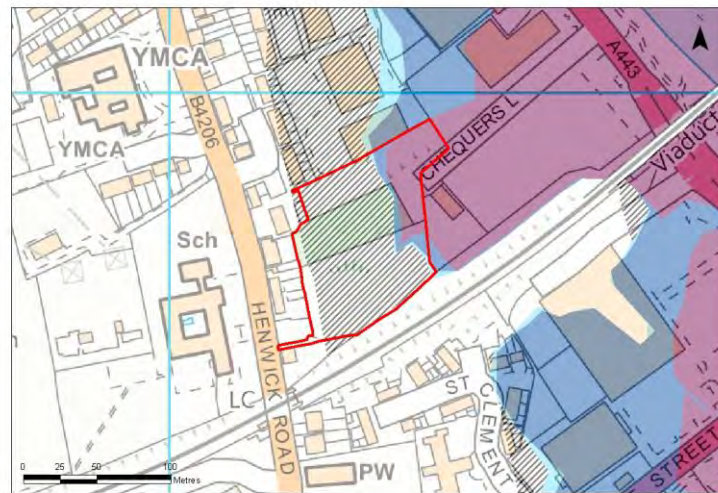 YMCA
YMCA
B4206
Sch
HENWICK ROAD
LC
PW
ST CLEMENT
STREET
CHEQUERS L
A443
Viaduct
0 25 50 100
Metres